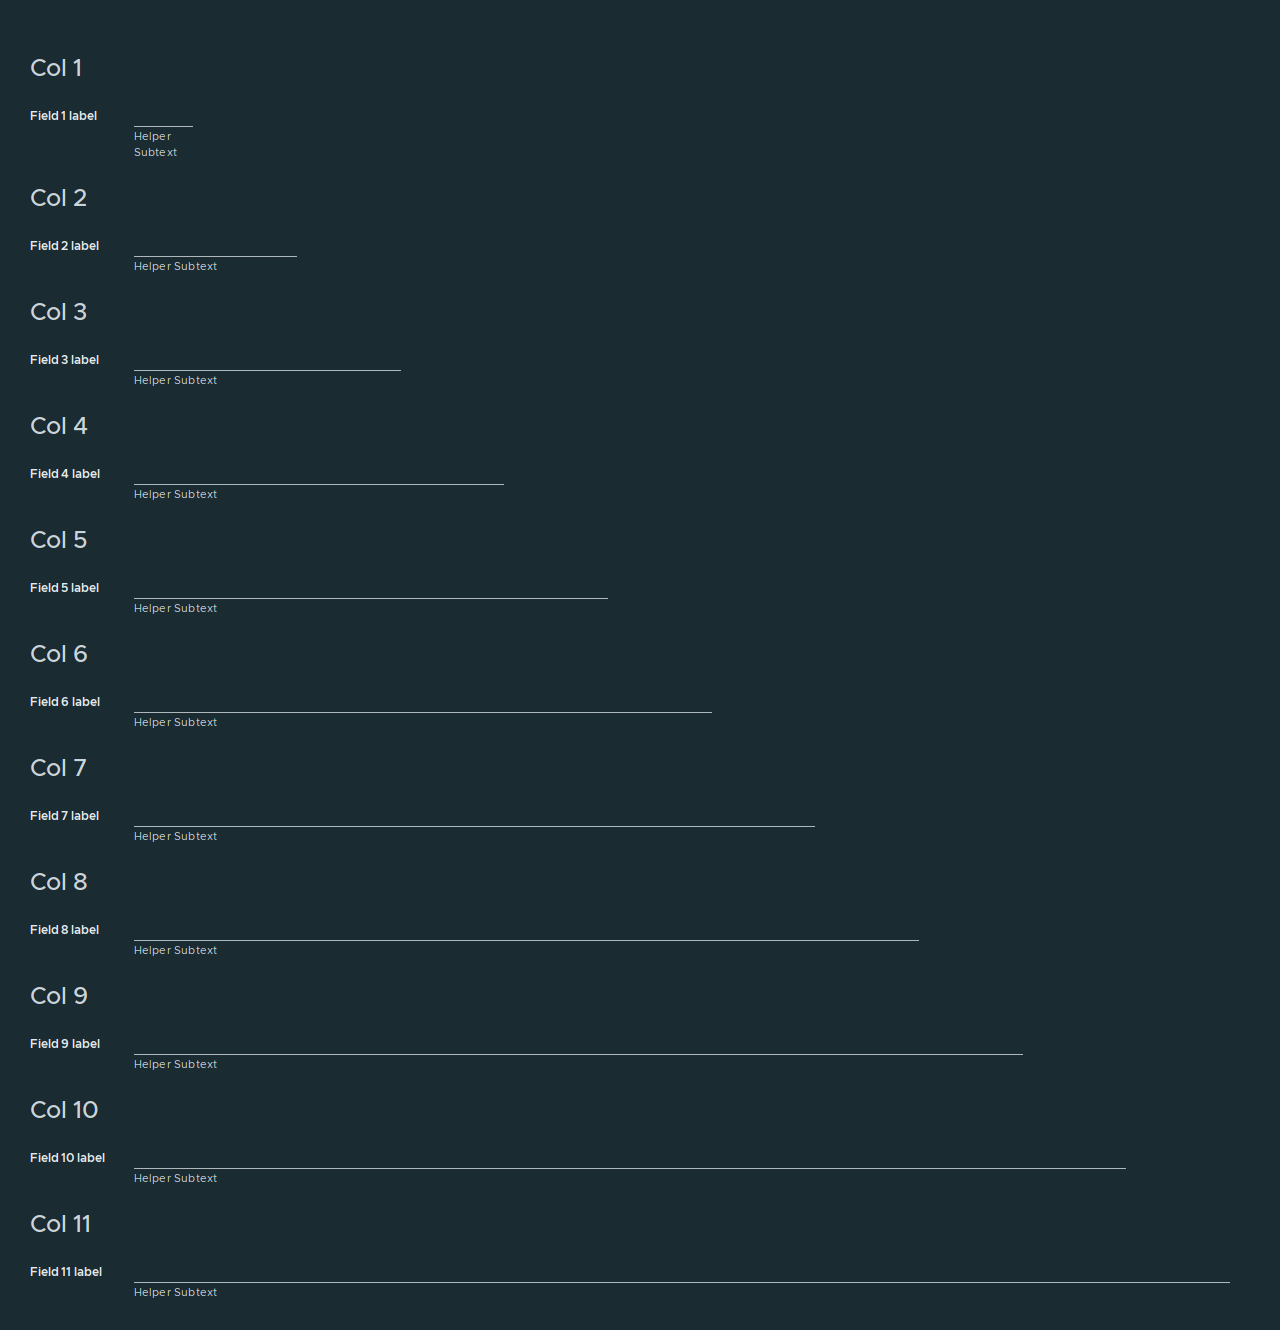 Col 1
Field 1 label
Helper
Subtext
Col 2
Field 2 label
Helper Subtext
Col 3
Field 3 label
Helper Subtext
Col 4
Field 4 label
Helper Subtext
Col 5
Field 5 label
Helper Subtext
Col 6
Field 6 label
Helper Subtext
Col 7
Field 7 label
Helper Subtext
Col 8
Field 8 label
Helper Subtext
Col 9
Field 9 label
Helper Subtext
Col 10
Field 10 label
Helper Subtext
Col 11
Field 11 label
Helper Subtext